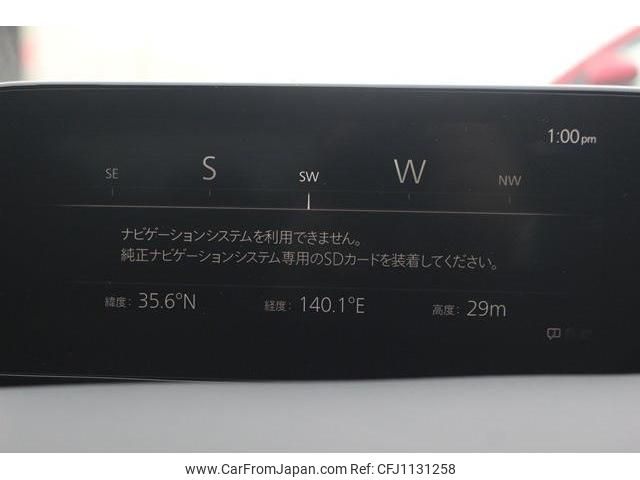 1:00pm
SE S SW W NW
ナビゲーションシステムを利用できません。
純正ナビゲーションシステム専用のSDカードを装着してください。
緯度: 35.6°N 経度: 140.1°E 高度: 29m
www.CarFromJapan.com © CarFromJapan, Ref: CFJ1131258